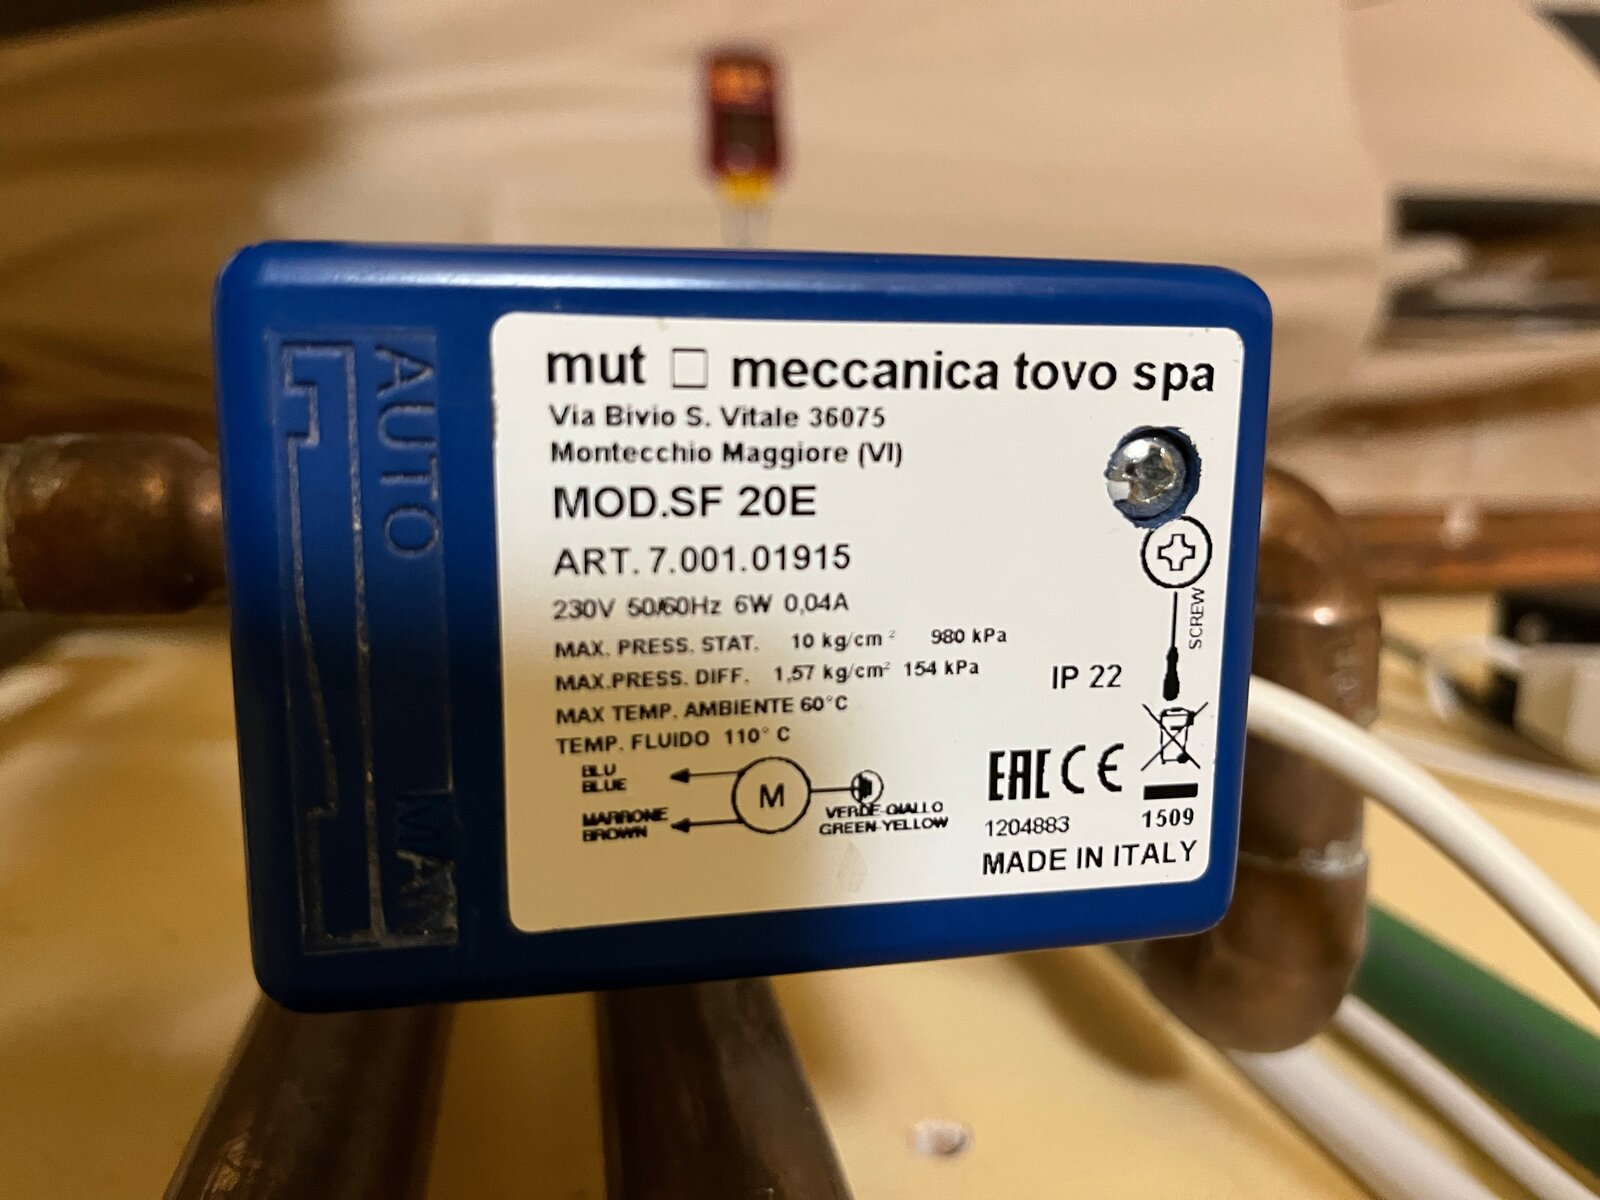 AUTO
MAN
mut meccanica tovo spa
Via Bivio S. Vitale 36075
Montecchio Maggiore (VI)
MOD.SF 20E
ART. 7.001.01915
230V 50/60Hz 6W 0,04A
MAX. PRESS. STAT. 10 kg/cm² 980 kPa
MAX.PRESS. DIFF. 1,57 kg/cm² 154 kPa
MAX TEMP. AMBIENTE 60°C
TEMP. FLUIDO 110° C
BLU
BLUE
MARRONE
BROWN
M
VERDE-GIALLO
GREEN-YELLOW
SCREW
IP 22
EAC CE
1204883
1509
MADE IN ITALY